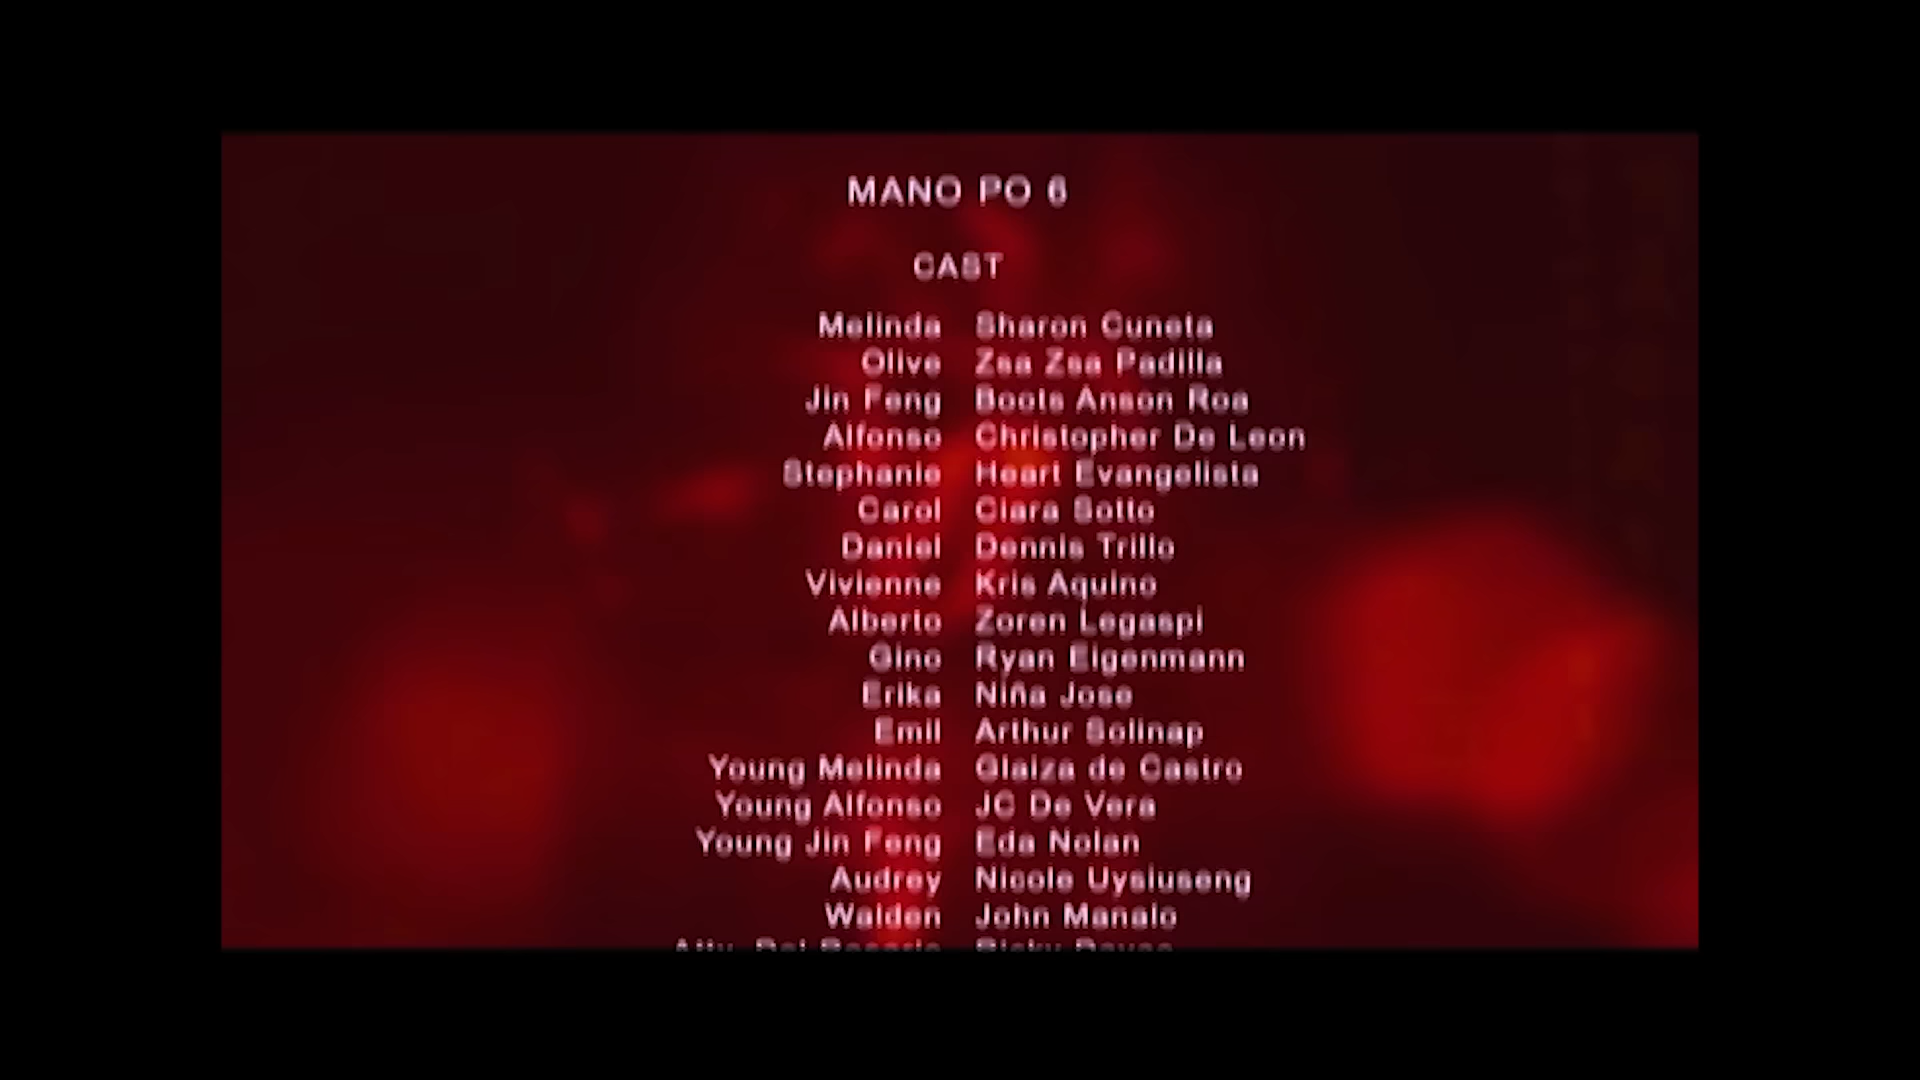 MANO PO 6
CAST
Melinda Sharon Cuneta
Olive Zsa Zsa Padilla
Jin Feng Boots Anson Roa
Alfonso Christopher De Leon
Stephanie Heart Evangelista
Carol Ciara Sotto
Daniel Dennis Trillo
Vivienne Kris Aquino
Alberto Zoren Legaspi
Gino Ryan Eigenmann
Erika Niña Jose
Emil Arthur Solinap
Young Melinda Glaiza de Castro
Young Alfonso JC De Vera
Young Jin Feng Eda Nolan
Audrey Nicole Uysiuseng
Walden John Manalo